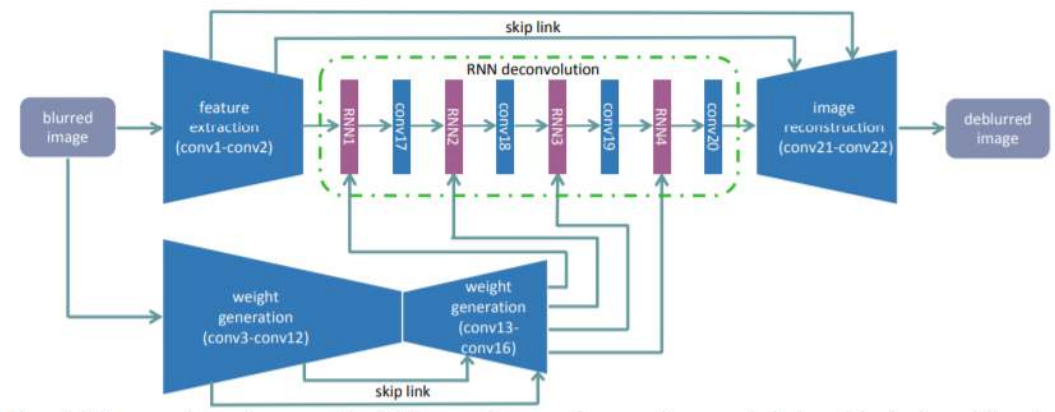 skip link
RNN deconvolution
blurred
image
feature
extraction
(conv1-conv2)
RNN1
conv17
RNN2
conv18
RNN3
conv19
RNN4
conv20
image
reconstruction
(conv21-conv22)
deblurred
image
weight
generation
(conv3-conv12)
weight
generation
(conv13-
conv16)
skip link